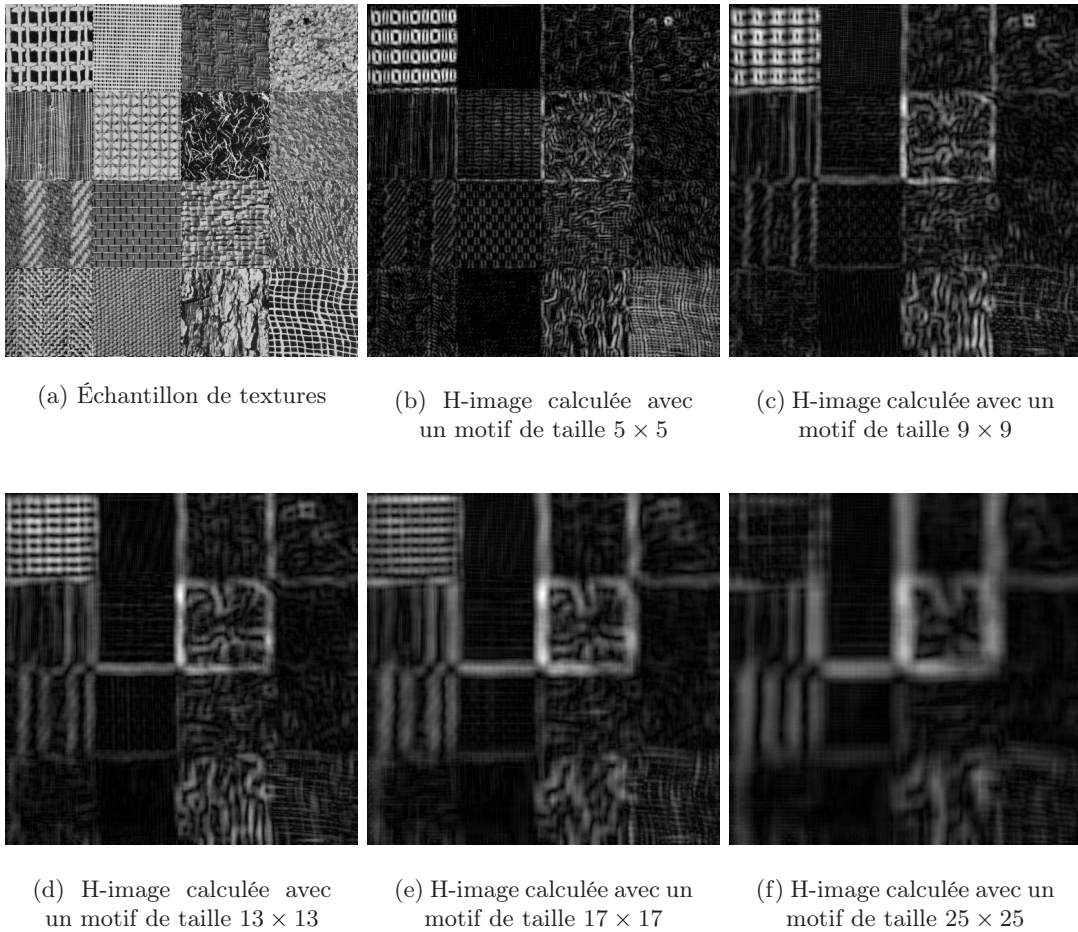 (a) Échantillon de textures
(b) H-image calculée avec
un motif de taille 5 × 5
(c) H-image calculée avec un
motif de taille 9 × 9
(d) H-image calculée avec
un motif de taille 13 × 13
(e) H-image calculée avec un
motif de taille 17 × 17
(f) H-image calculée avec un
motif de taille 25 × 25